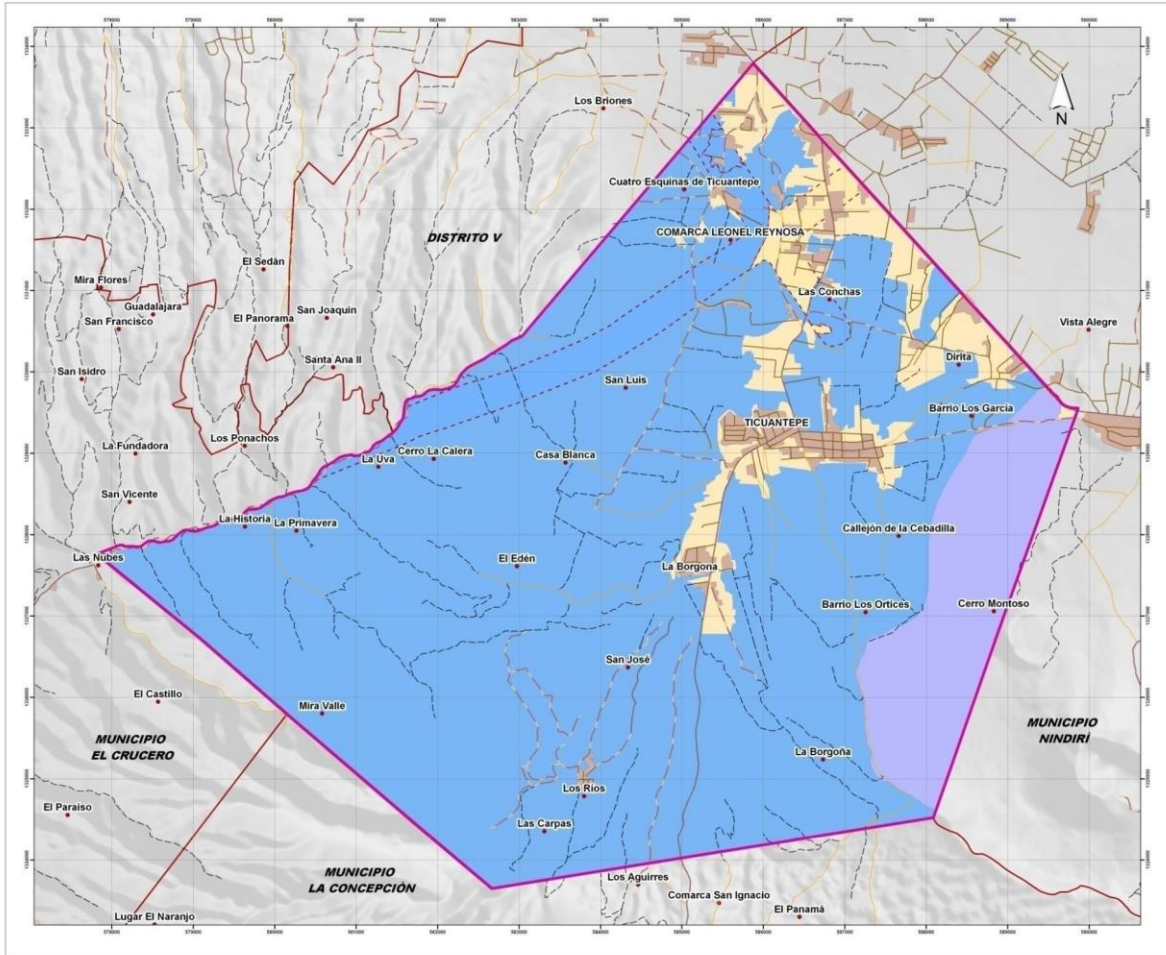 N
Los Briones
Cuatro Esquinas de Ticuantepe
DISTRITO V
COMARCA LEONEL REYNOSA
El Sedán
Mira Flores
Guadalajara
San Francisco
El Panorama
San Joaquin
Las Conchas
Vista Alegre
Santa Ana II
San Isidro
San Luis
Dirita
Barrio Los García
TICUANTEPE
Los Ponachos
La Fundadora
La Uva
Cerro La Calera
Casa Blanca
San Vicente
La Historia
La Primavera
Callejón de la Cebadilla
Las Nubes
El Edén
La Borgona
Barrio Los Ortices
Cerro Montoso
San José
El Castillo
Mira Valle
MUNICIPIO
EL CRUCERO
MUNICIPIO
NINDIRÌ
La Borgoña
Los Ríos
El Paraiso
Las Carpas
MUNICIPIO
LA CONCEPCIÓN
Los Aguirres
Comarca San Ignacio
El Panamá
Lugar El Naranjo